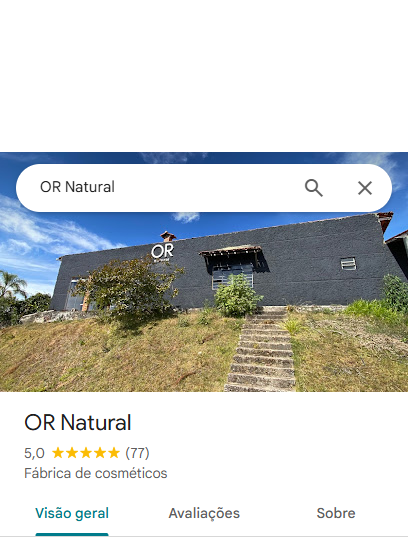 OR Natural
OR
OR Natural
5,0 (77)
Fábrica de cosméticos
Visão geral
Avaliações
Sobre